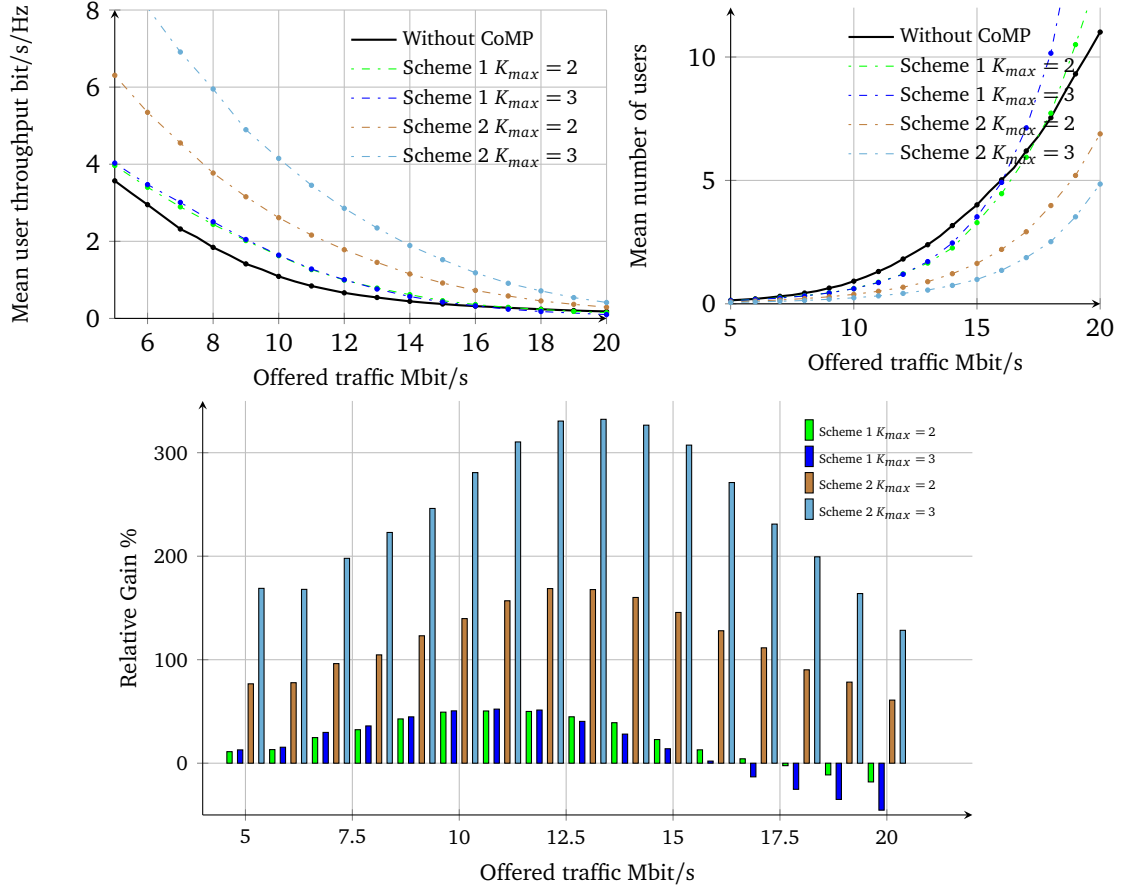 Mean user throughput bit/s/Hz
8
6
4
2
0
6 8 10 12 14 16 18 20
Offered traffic Mbit/s
Without CoMP
Scheme 1 K_max = 2
Scheme 1 K_max = 3
Scheme 2 K_max = 2
Scheme 2 K_max = 3
Mean number of users
10
5
0
5 10 15 20
Offered traffic Mbit/s
Without CoMP
Scheme 1 K_max = 2
Scheme 1 K_max = 3
Scheme 2 K_max = 2
Scheme 2 K_max = 3
Relative Gain %
300
200
100
0
5 7.5 10 12.5 15 17.5 20
Offered traffic Mbit/s
Scheme 1 K_max = 2
Scheme 1 K_max = 3
Scheme 2 K_max = 2
Scheme 2 K_max = 3